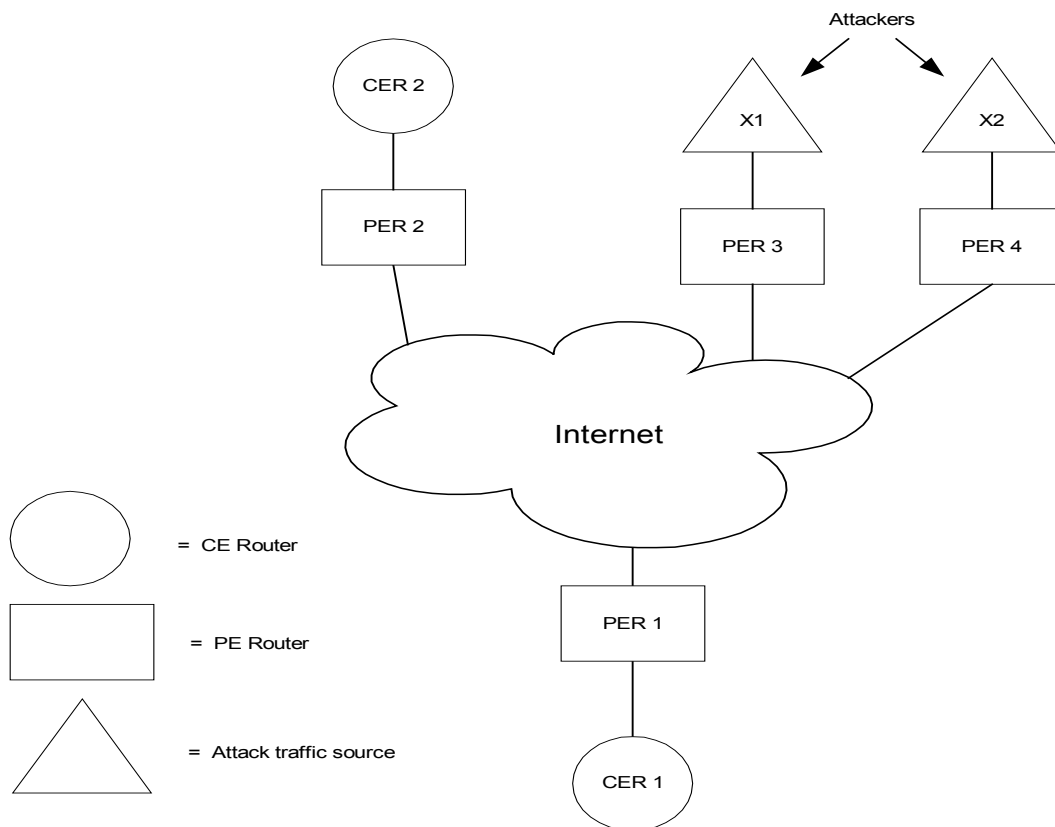 Attackers
CER 2
X1
X2
PER 2
PER 3
PER 4
Internet
= CE Router
PER 1
= PE Router
= Attack traffic source
CER 1